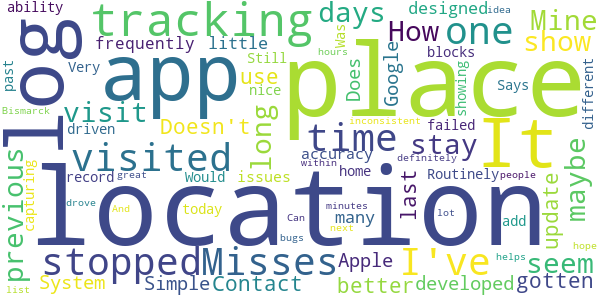 ability
frequently
little
tracking
days
How
one
designed
idea
Mine
show
log
app
place
It
use
Still
Was
hours
Google
blocks
Says
showing
different
past
Very
Bismarck
driven
visit
Doesn't
nice
long
Does
time
failed
inconsistent
stay
maybe
previous
capturing
record
great
visited
Would
issues
accuracy
home
within
definitely
Routinely
people
last
update
location
drove
And
today
many
Can
minutes
next
lot
add
stopped
Misses
Apple
I've
seem
hope
System
list
Simple
Contact
bugs
better
developed
helps
gotten